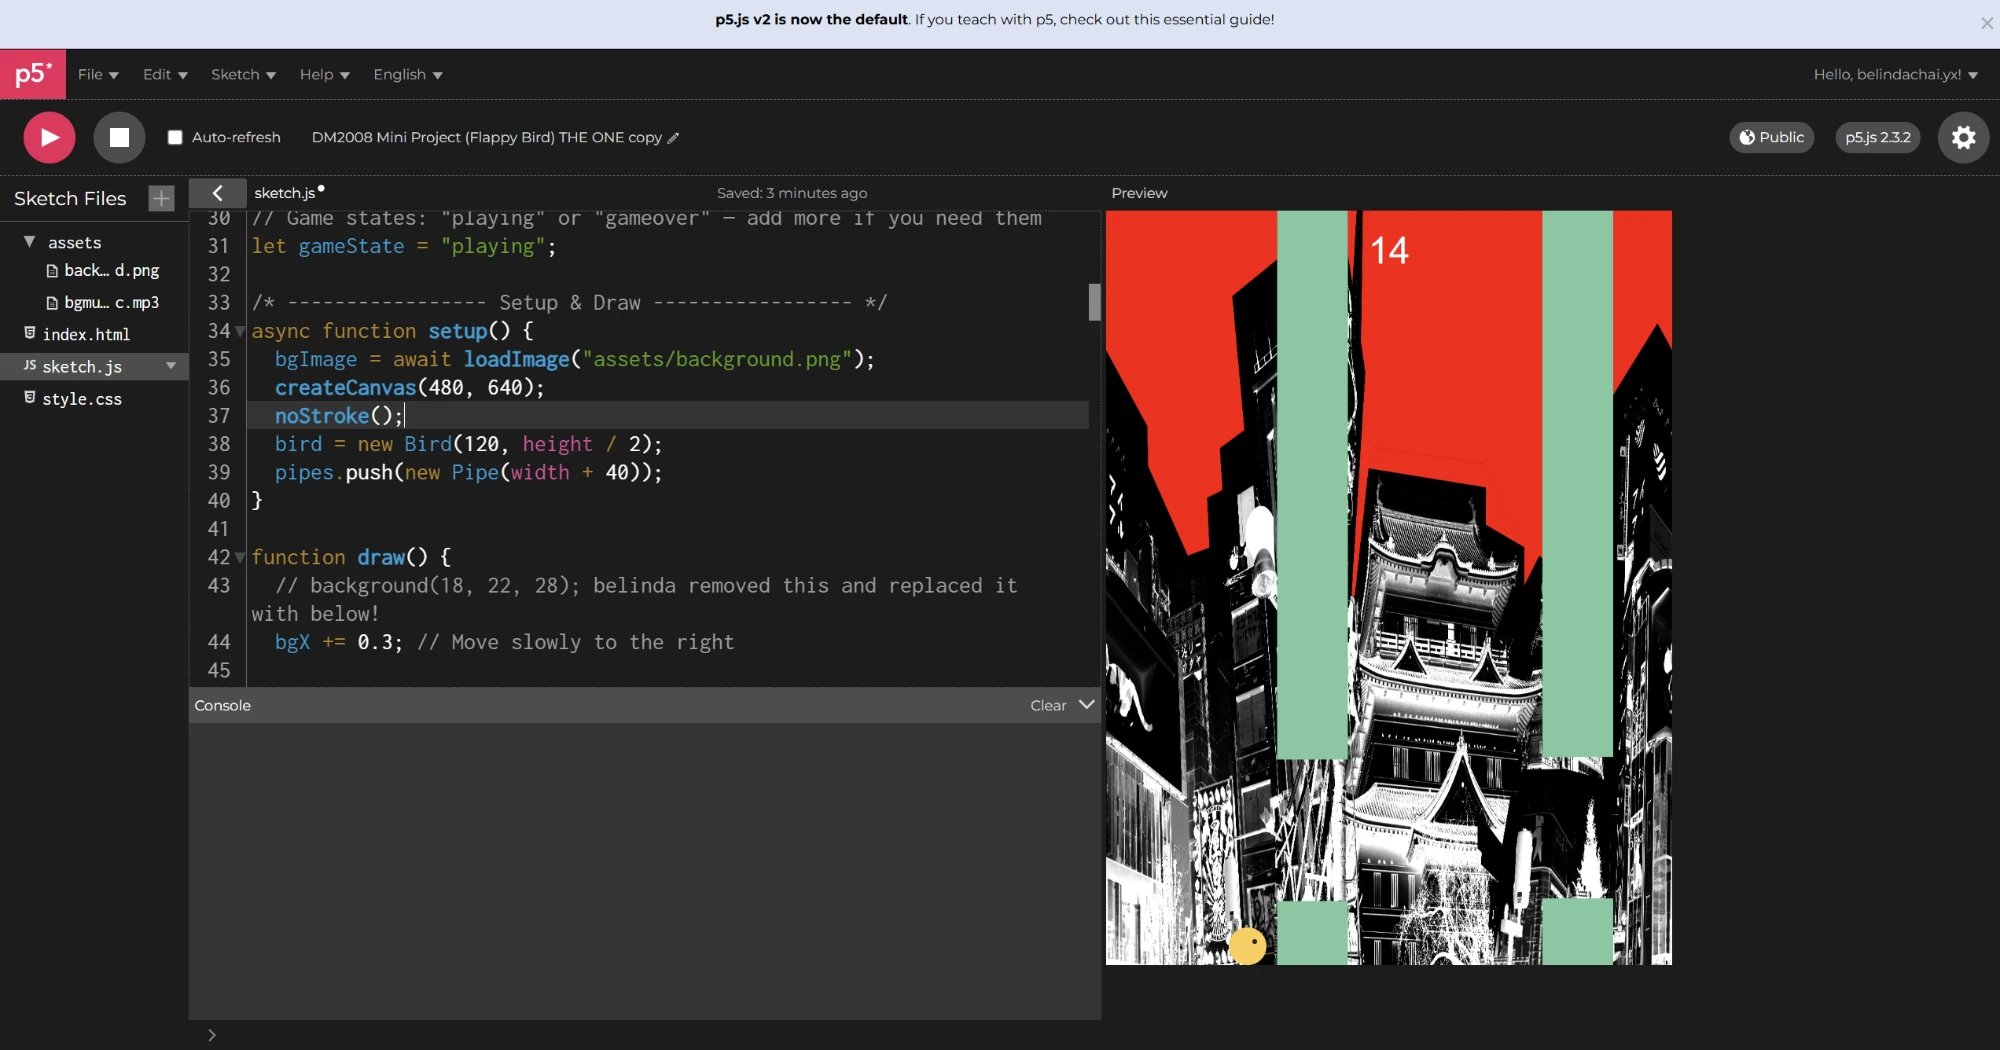 p5.js v2 is now the default. If you teach with p5, check out this essential guide!
p5* File Edit Sketch Help English Hello, belindachai.yx!
Auto-refresh DM2008 Mini Project (Flappy Bird) THE ONE copy Public p5.js 2.3.2
Sketch Files
assets
back... d.png
bgmu... c.mp3
index.html
JS sketch.js
style.css
sketch.js Saved: 3 minutes ago
30 // Game states: "playing" or "gameover" – add more if you need them
31 let gameState = "playing";
32
33 /* ----------------- Setup & Draw ----------------- */
34 async function setup() {
35 bgImage = await loadImage("assets/background.png");
36 createCanvas(480, 640);
37 noStroke();
38 bird = new Bird(120, height / 2);
39 pipes.push(new Pipe(width + 40));
40 }
41
42 function draw() {
43 // background(18, 22, 28); belinda removed this and replaced it
with below!
44 bgX += 0.3; // Move slowly to the right
45
Console Clear
>
Preview
14